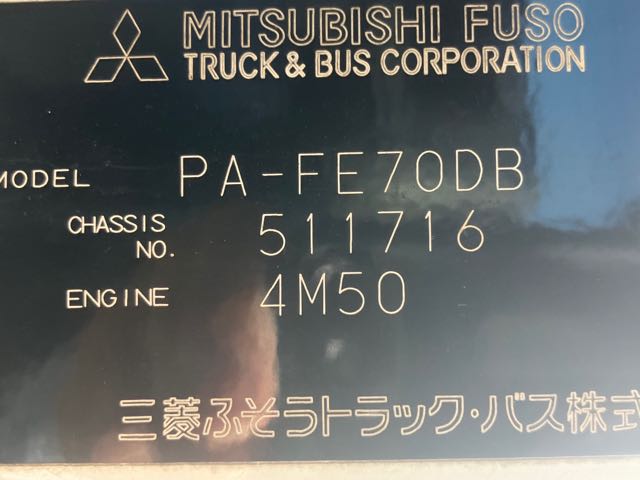 MITSUBISHI FUSO
TRUCK & BUS CORPORATION
MODEL PA-FE70DB
CHASSIS NO. 511716
ENGINE 4M50
三菱ふそうトラック・バス株式